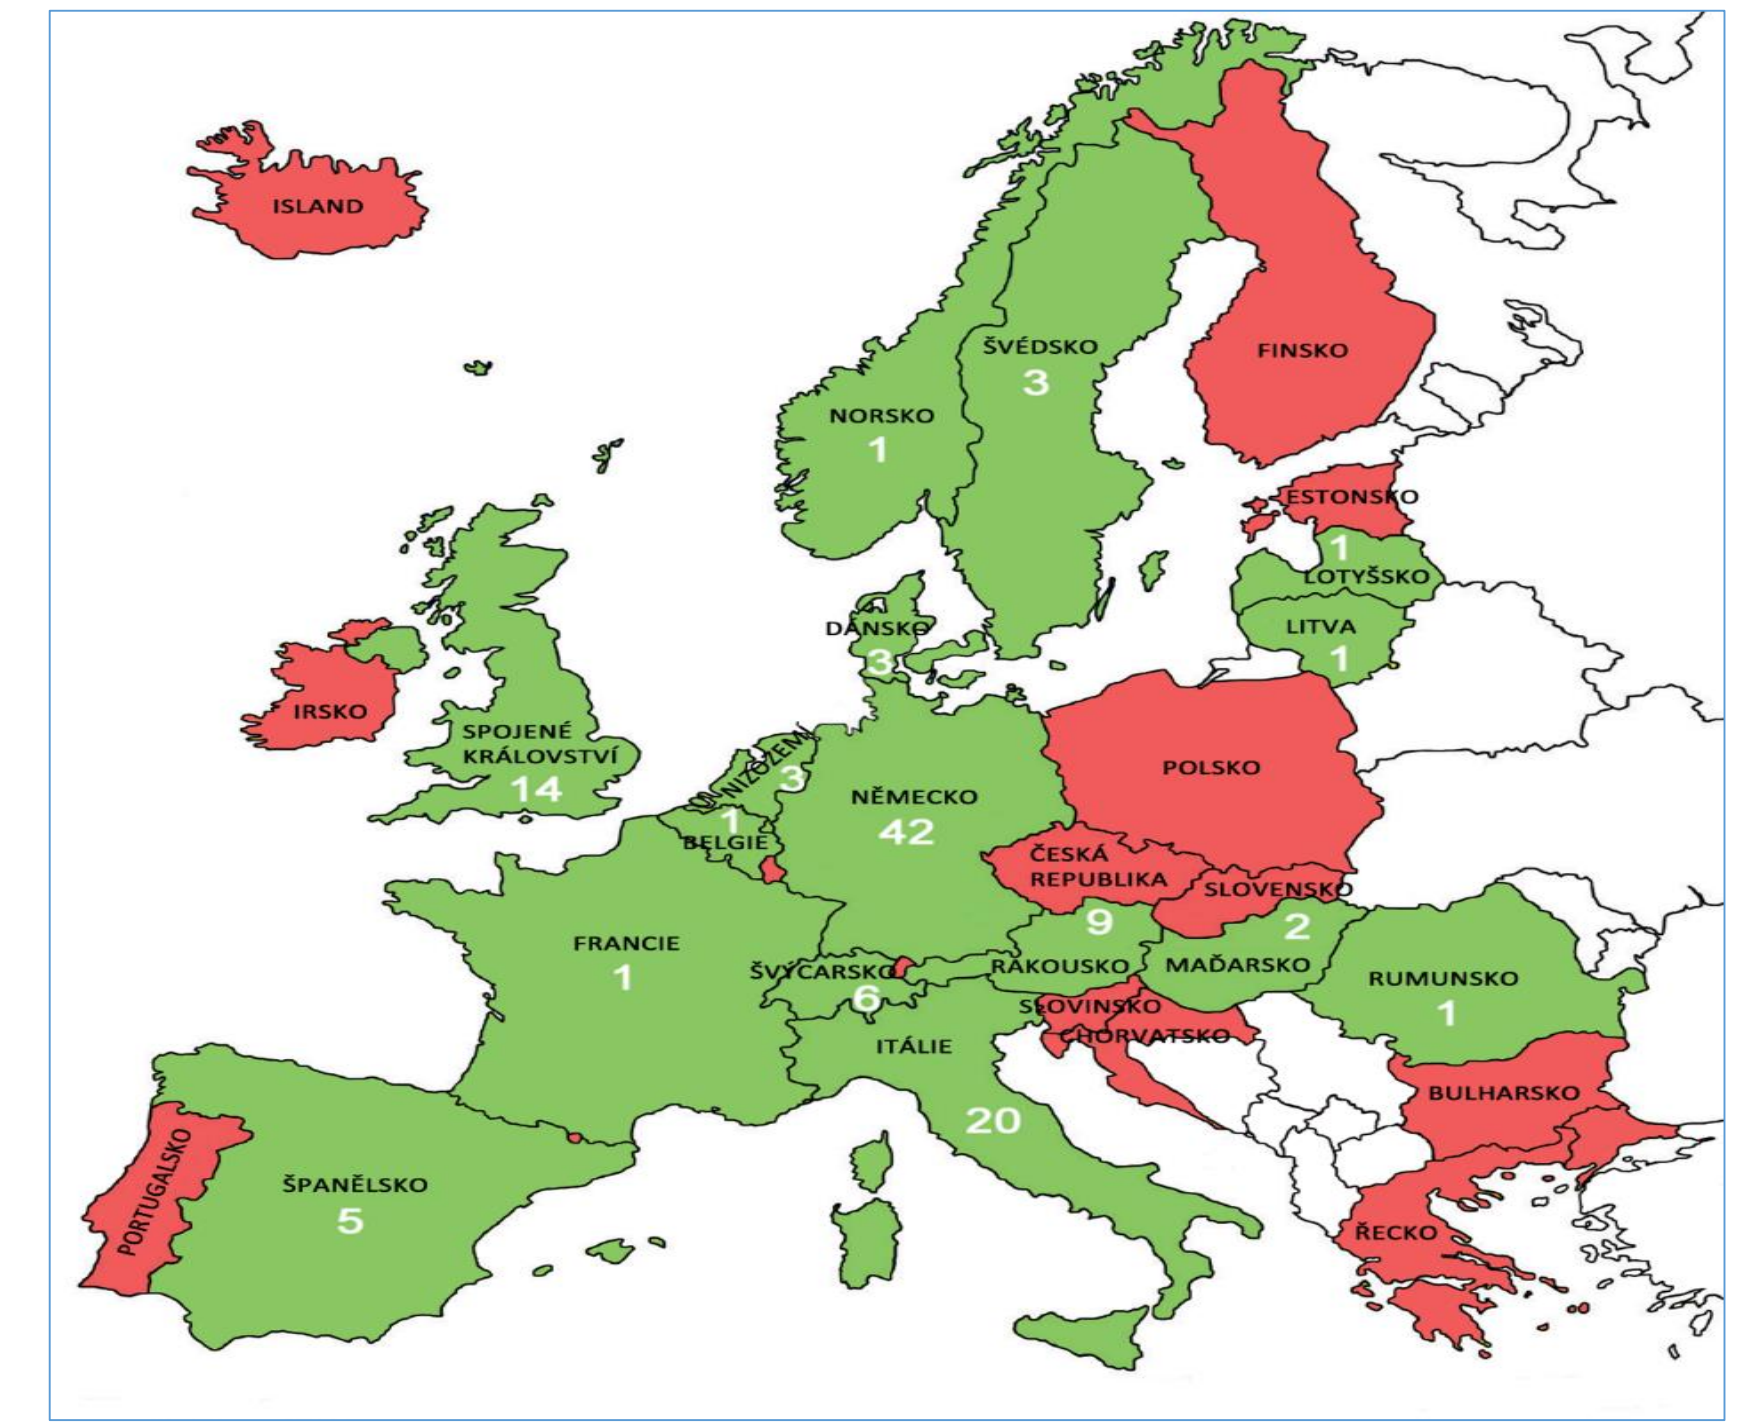 ISLAND
ŠVÉDSKO
3
FINSKO
NORSKO
1
ESTONSKO
1
LOTYŠSKO
LITVA
1
DÁNSKO
3
IRSKO
SPOJENÉ
KRÁLOVSTVÍ
14
NIZOZEMÍ
3
1
BELGIE
NĚMECKO
42
POLSKO
ČESKÁ
REPUBLIKA
SLOVENSKO
9
RAKOUSKO
2
MAĎARSKO
FRANCIE
1
ŠVÝCARSKO
6
RUMUNSKO
1
SLOVINSKO
CHORVATSKO
ITÁLIE
20
BULHARSKO
PORTUGALSKO
ŠPANĚLSKO
5
ŘECKO